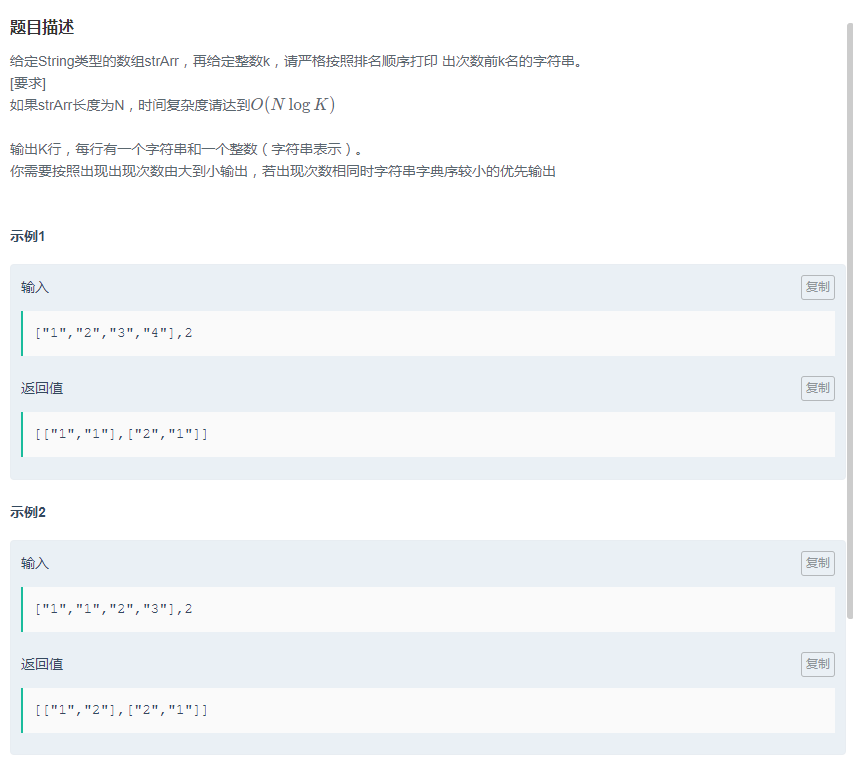 题目描述
给定String类型的数组strArr，再给定整数k，请严格按照排名顺序打印 出次数前k名的字符串。
[要求]
如果strArr长度为N，时间复杂度请达到O(N log K)
输出K行，每行有一个字符串和一个整数（字符串表示）。
你需要按照出现出现次数由大到小输出，若出现次数相同时字符串字典序较小的优先输出
示例1
输入
复制
["1","2","3","4"],2
返回值
复制
[["1","1"],["2","1"]]
示例2
输入
复制
["1","1","2","3"],2
返回值
复制
[["1","2"],["2","1"]]